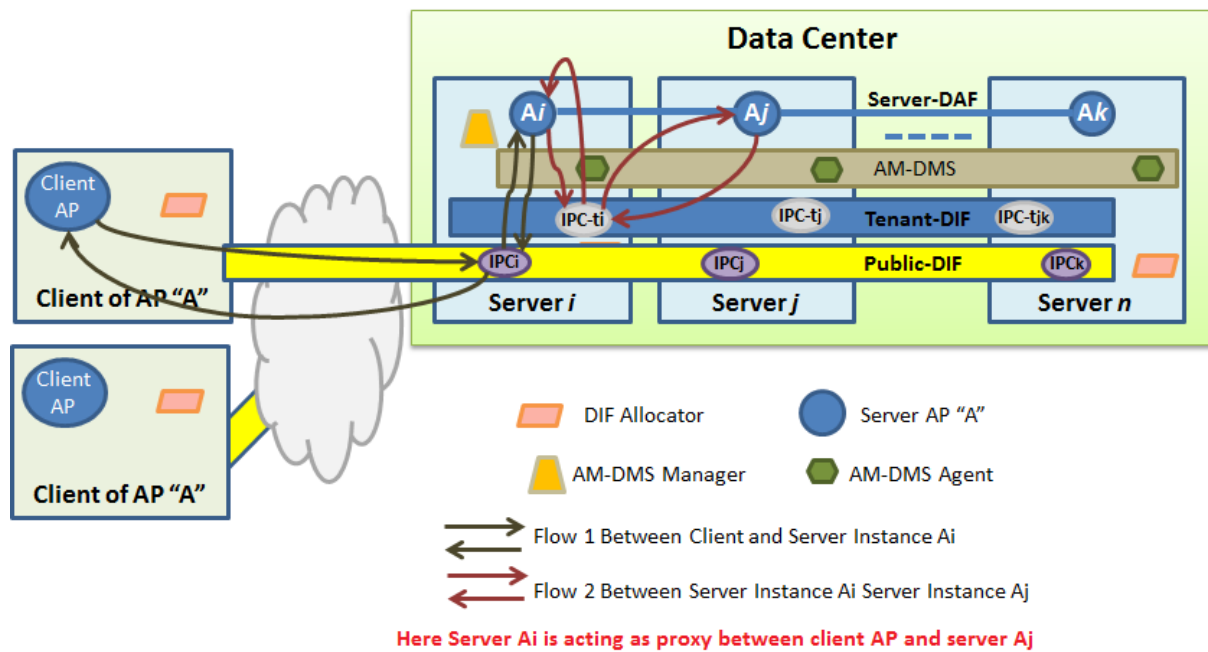 Data Center
Ai
Aj
Server-DAF
Ak
AM-DMS
Client
AP
IPC-ti
IPC-tj
Tenant-DIF
IPC-tjk
IPCi
IPCj
Public-DIF
IPCk
Client of AP “A”
Server i
Server j
Server n
Client
AP
Client of AP “A”
DIF Allocator
Server AP “A”
AM-DMS Manager
AM-DMS Agent
Flow 1 Between Client and Server Instance Ai
Flow 2 Between Server Instance Ai Server Instance Aj
Here Server Ai is acting as proxy between client AP and server Aj